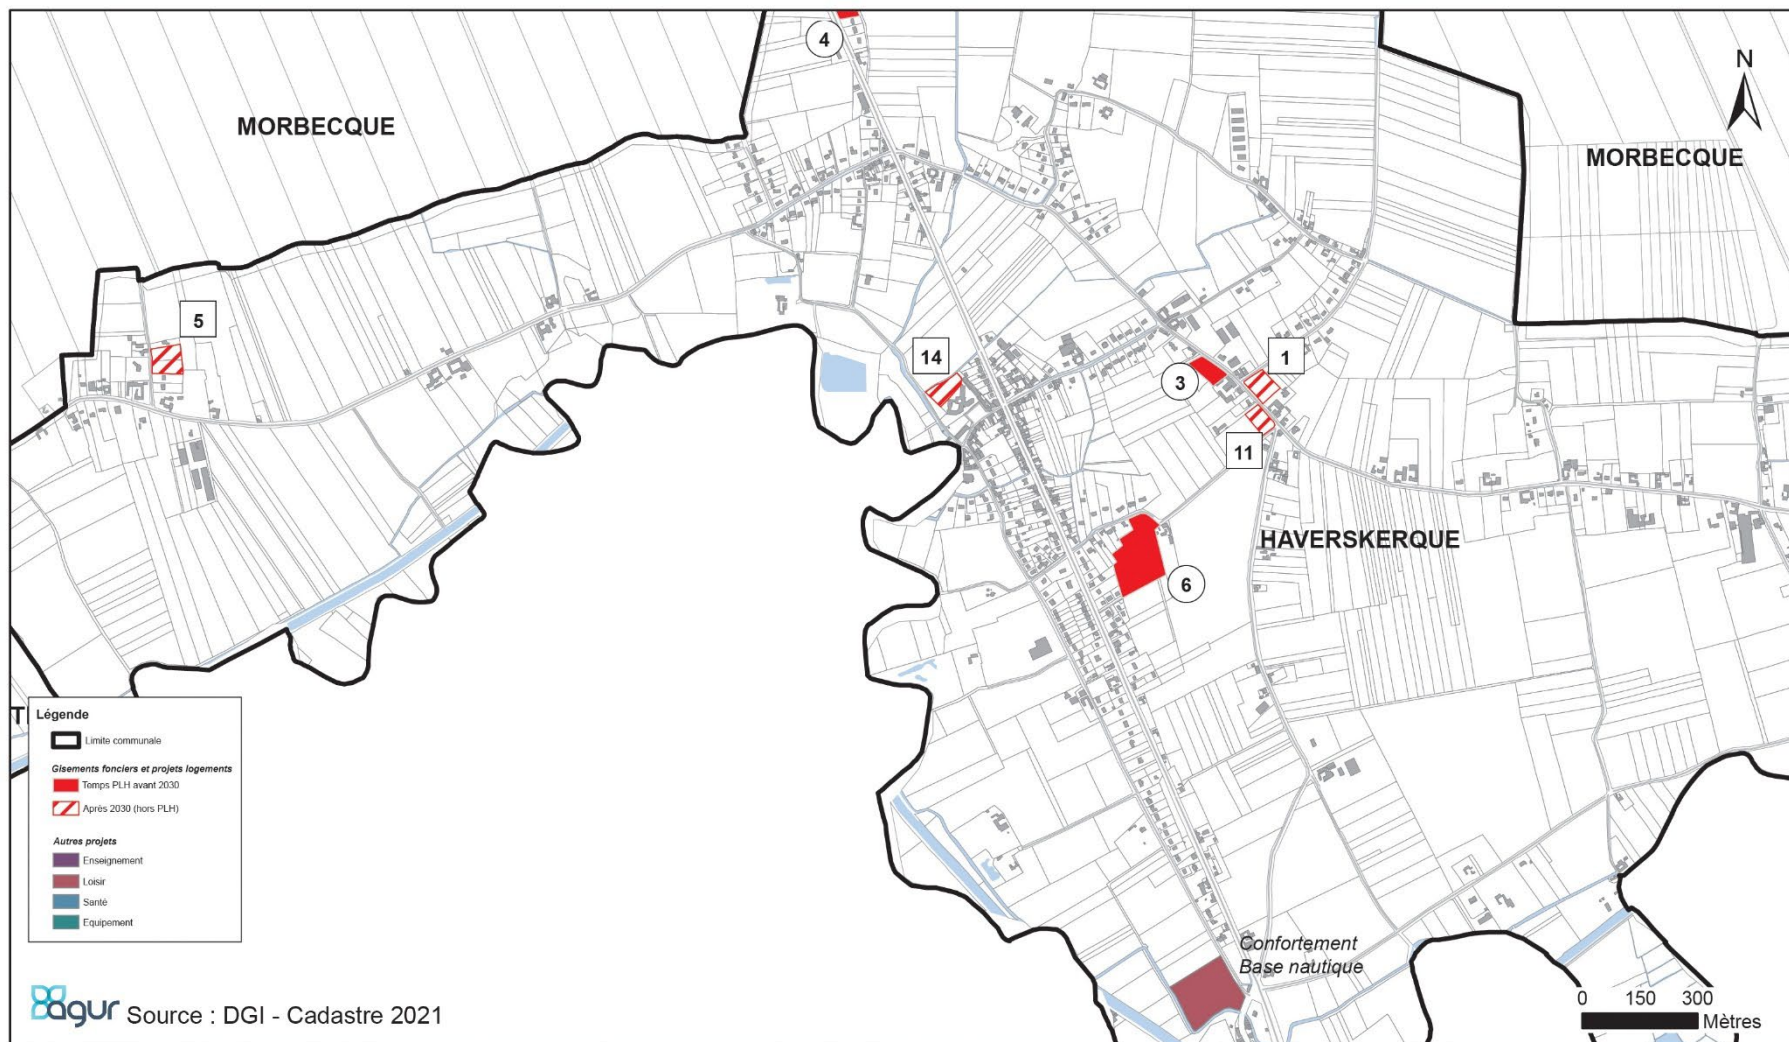 4
N
MORBECQUE
MORBECQUE
5
14
1
3
11
HAVERSKERQUE
6
Légende
Limite communale
Gisements fonciers et projets logements
Temps PLH avant 2030
Après 2030 (hors PLH)
Autres projets
Enseignement
Loisir
Santé
Equipement
Confortement
Base nautique
0 150 300
Mètres
agur Source : DGI - Cadastre 2021